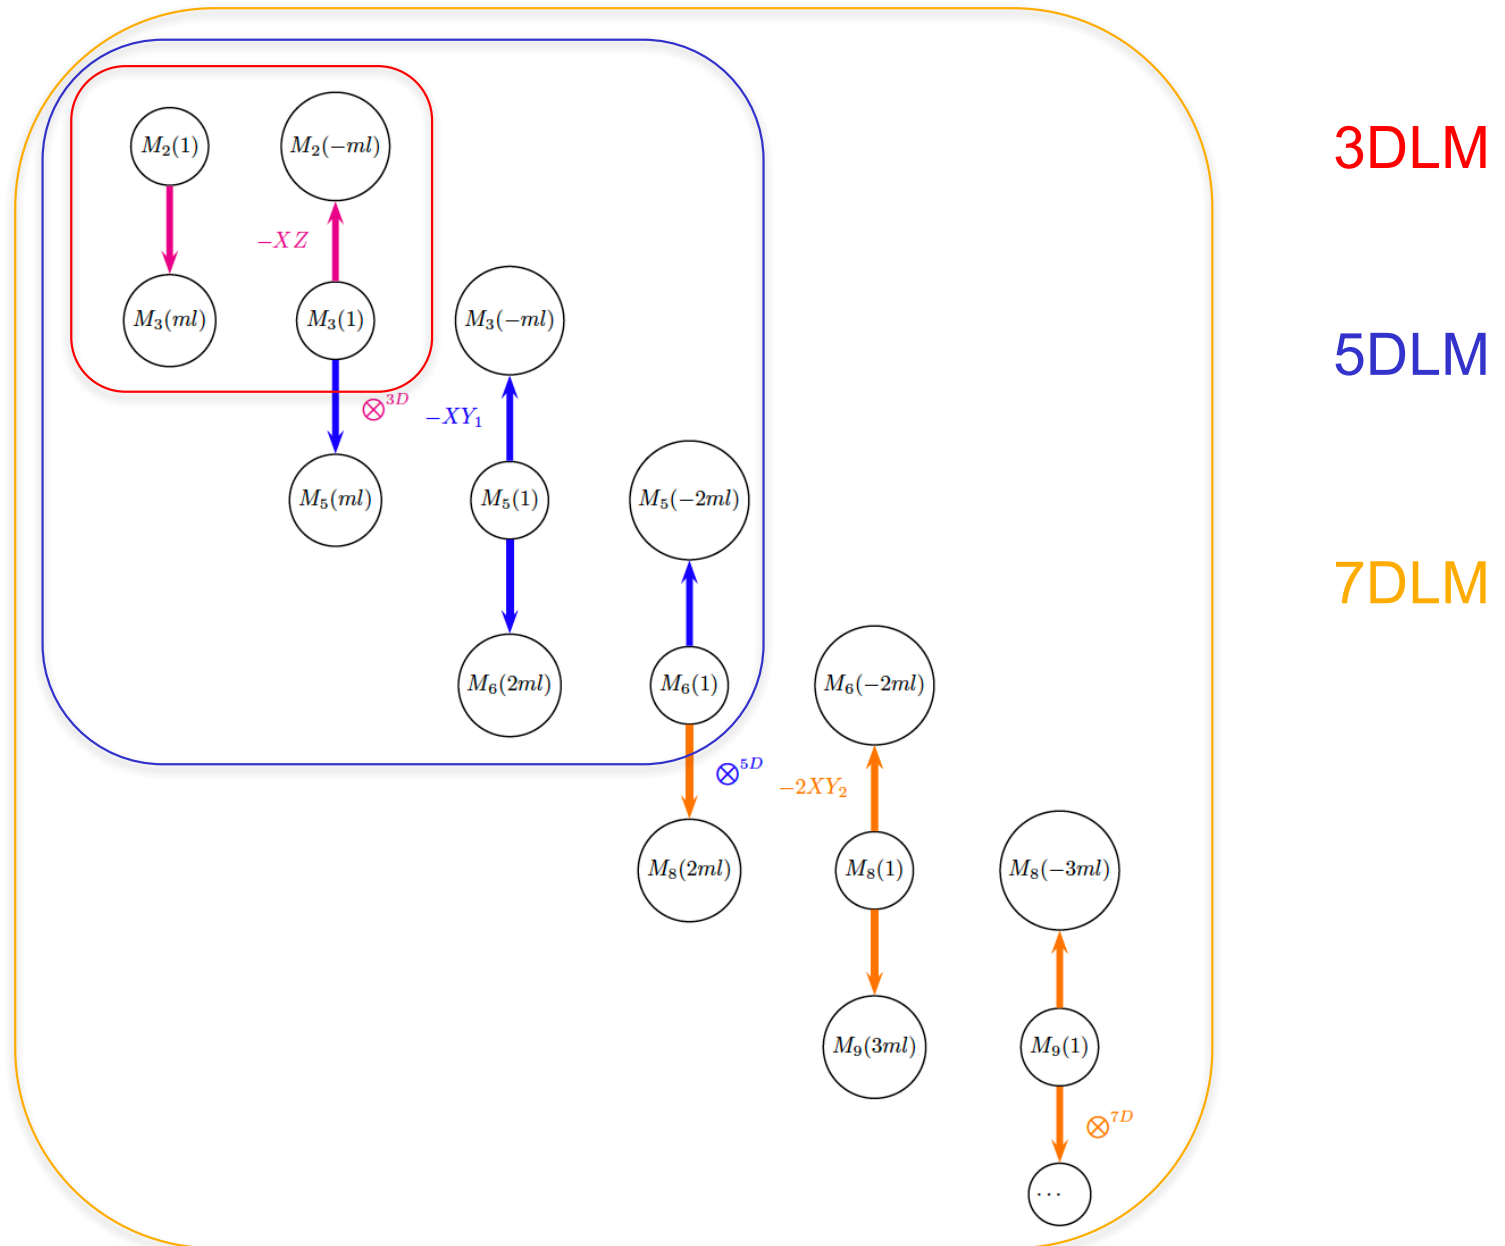 M₂(1)
M₂(−ml)
3DLM
−XZ
M₃(ml)
M₃(1)
M₃(−ml)
5DLM
⊗³ᴰ
−XY₁
M₅(ml)
M₅(1)
M₅(−2ml)
7DLM
M₆(2ml)
M₆(1)
M₆(−2ml)
⊗⁵ᴰ
−2XY₂
M₈(2ml)
M₈(1)
M₈(−3ml)
M₉(3ml)
M₉(1)
⊗⁷ᴰ
...